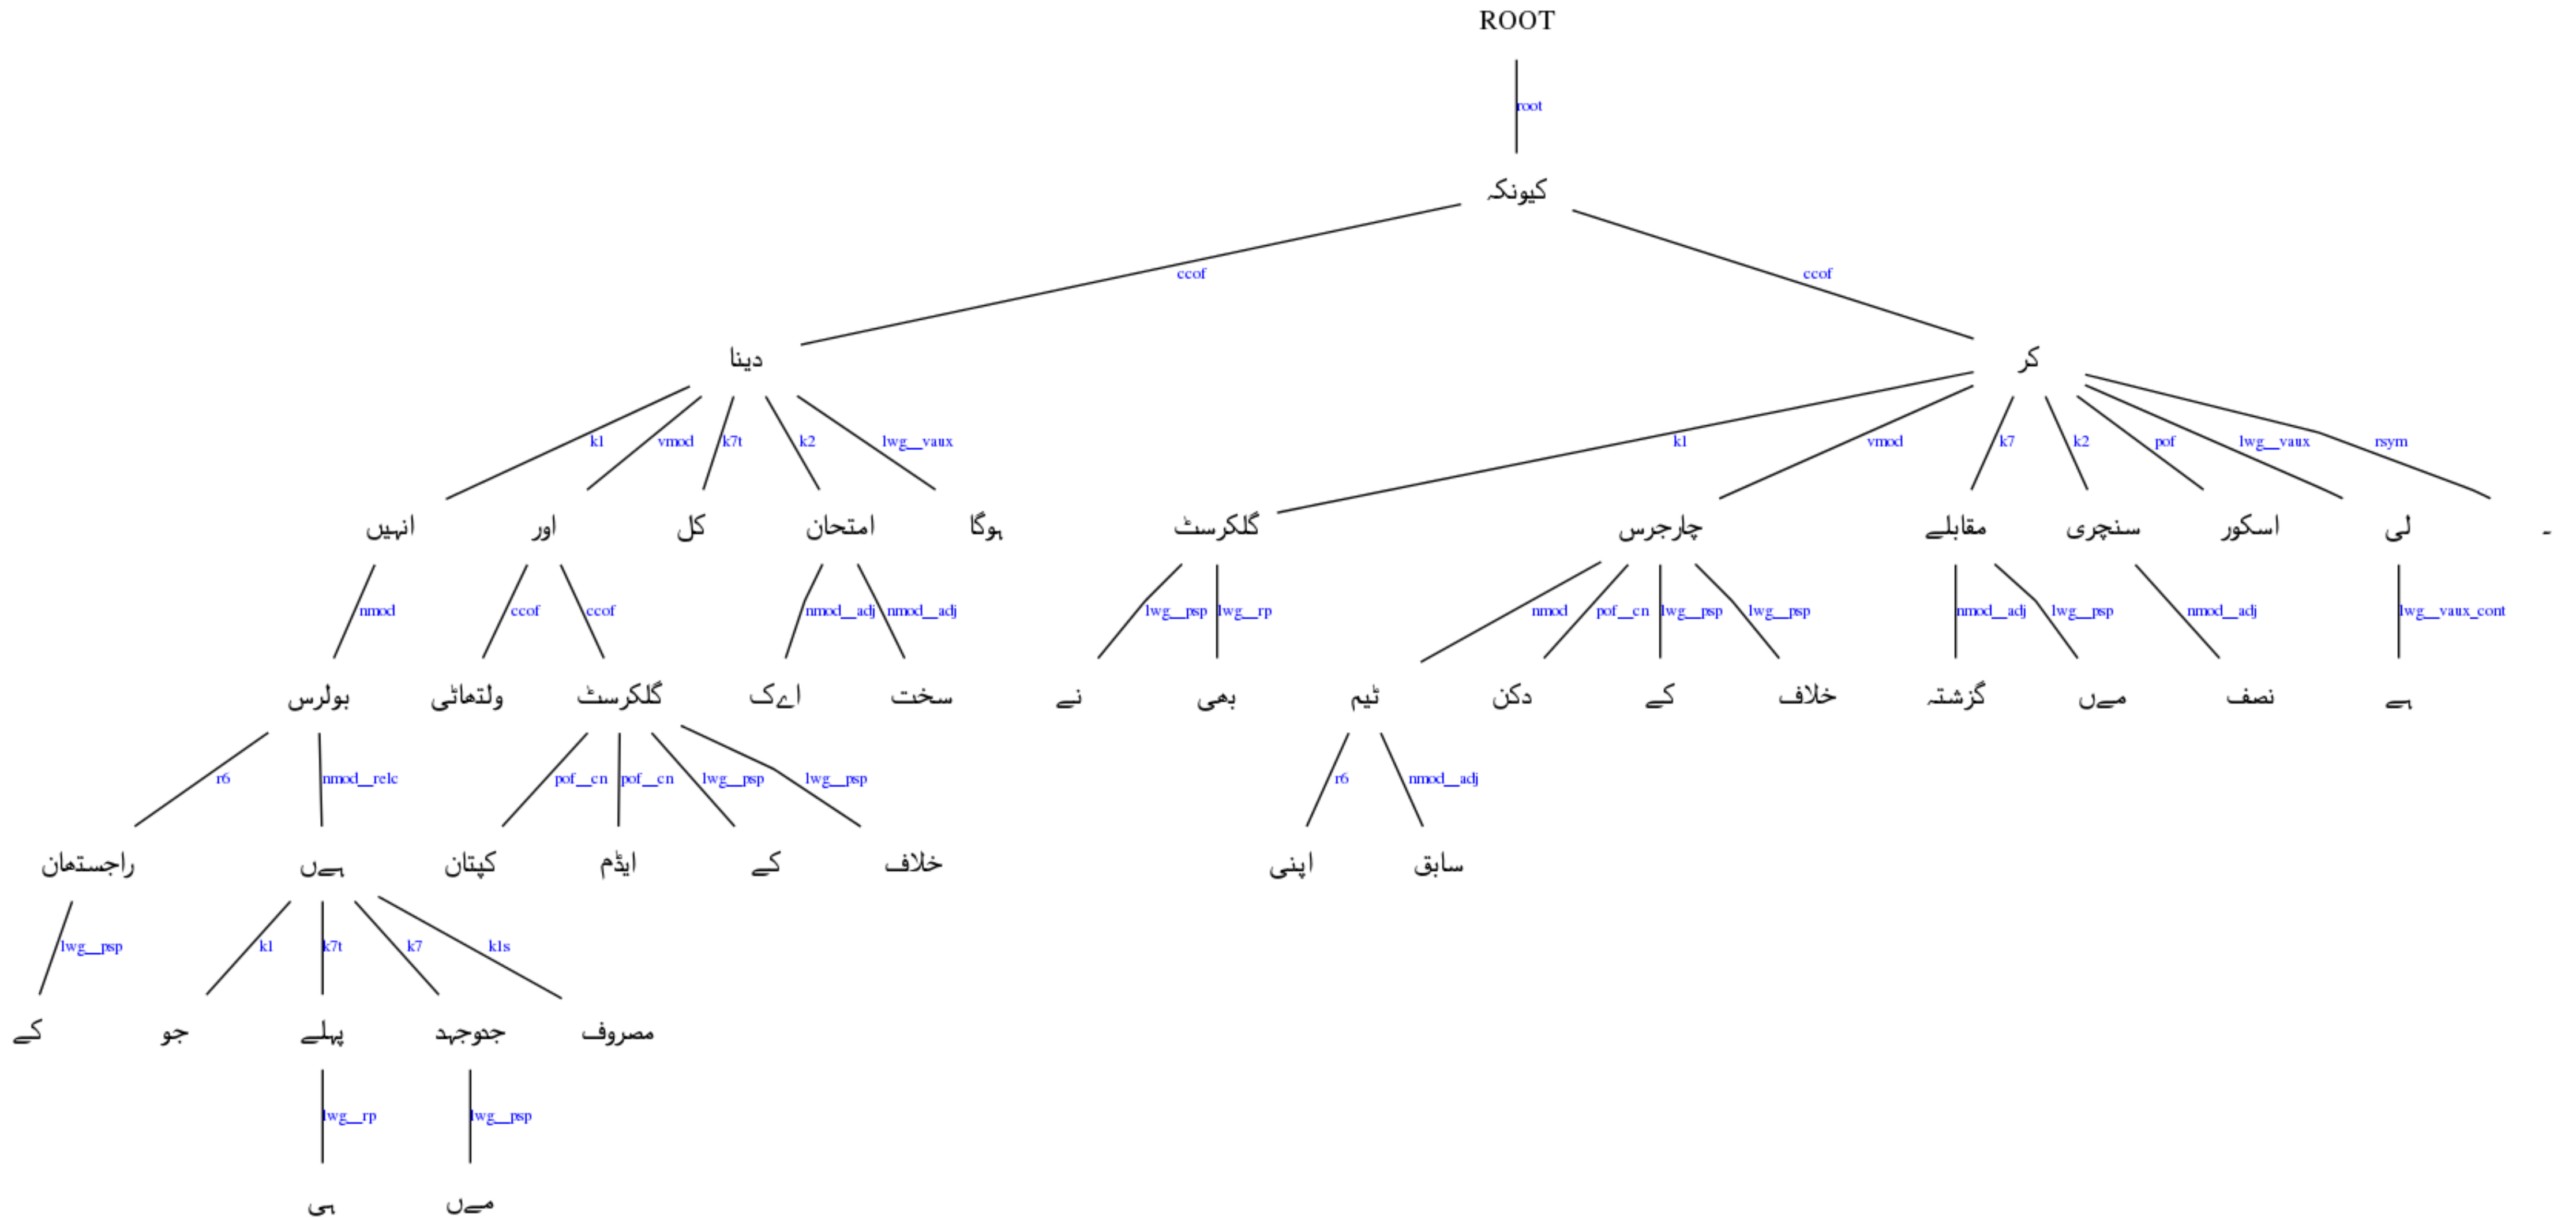 ROOT
root
کیونکہ
ccof ccof
دینا کر
k1 vmod k7t k2 lwg__vaux k1 vmod k7 k2 pof lwg__vaux rsym
انہیں اور کل امتحان ہوگا گلکرسٹ چارجرس مقابلے سنچری اسکور لی ۔
nmod ccof ccof nmod__adj nmod__adj lwg__psp lwg__rp nmod pof__cn lwg__psp lwg__psp nmod__adj lwg__psp nmod__adj lwg__vaux_cont
بولرس ولتھاٹی گلکرسٹ اےک سخت نے بھی ٹیم دکن کے خلاف گزشتہ مےں نصف ہے
r6 nmod__relc pof__cn pof__cn lwg__psp lwg__psp r6 nmod__adj
راجستھان ہےں کپتان ایڈم کے خلاف اپنی سابق
lwg__psp k1 k7t k7 k1s
کے جو پہلے جدوجہد مصروف
lwg__rp lwg__psp
ہی مےں